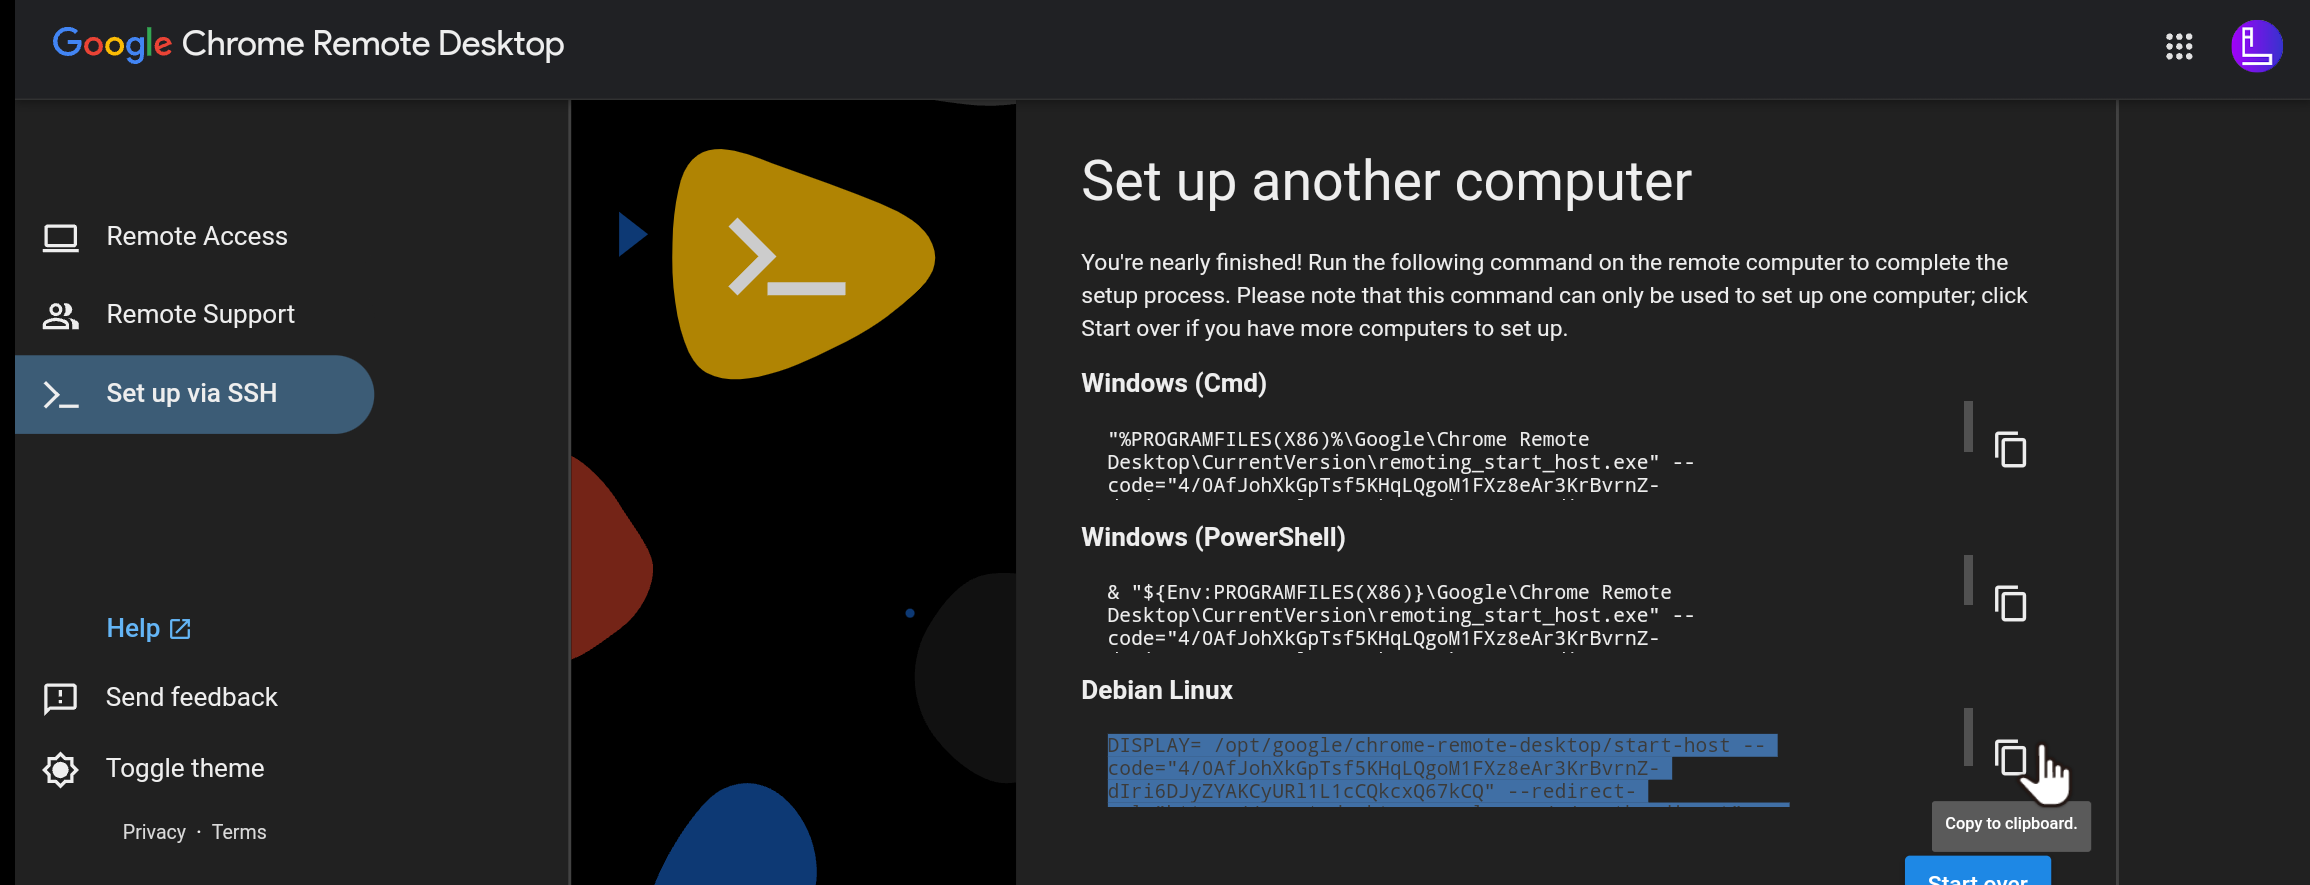 Google Chrome Remote Desktop
Remote Access
Remote Support
Set up via SSH
Help
Send feedback
Toggle theme
Privacy · Terms
Set up another computer
You're nearly finished! Run the following command on the remote computer to complete the
setup process. Please note that this command can only be used to set up one computer; click
Start over if you have more computers to set up.
Windows (Cmd)
"%PROGRAMFILES(X86)%\Google\Chrome Remote
Desktop\CurrentVersion\remoting_start_host.exe" --
code="4/0AfJohXkGpTsf5KHqLQgoM1FXz8eAr3KrBvrnZ-
Windows (PowerShell)
& "${Env:PROGRAMFILES(X86)}\Google\Chrome Remote
Desktop\CurrentVersion\remoting_start_host.exe" --
code="4/0AfJohXkGpTsf5KHqLQgoM1FXz8eAr3KrBvrnZ-
Debian Linux
DISPLAY= /opt/google/chrome-remote-desktop/start-host --
code="4/0AfJohXkGpTsf5KHqLQgoM1FXz8eAr3KrBvrnZ-
dIri6DJyZYAKCyURl1L1cCQkcxQ67kCQ" --redirect-
Copy to clipboard.
Start over